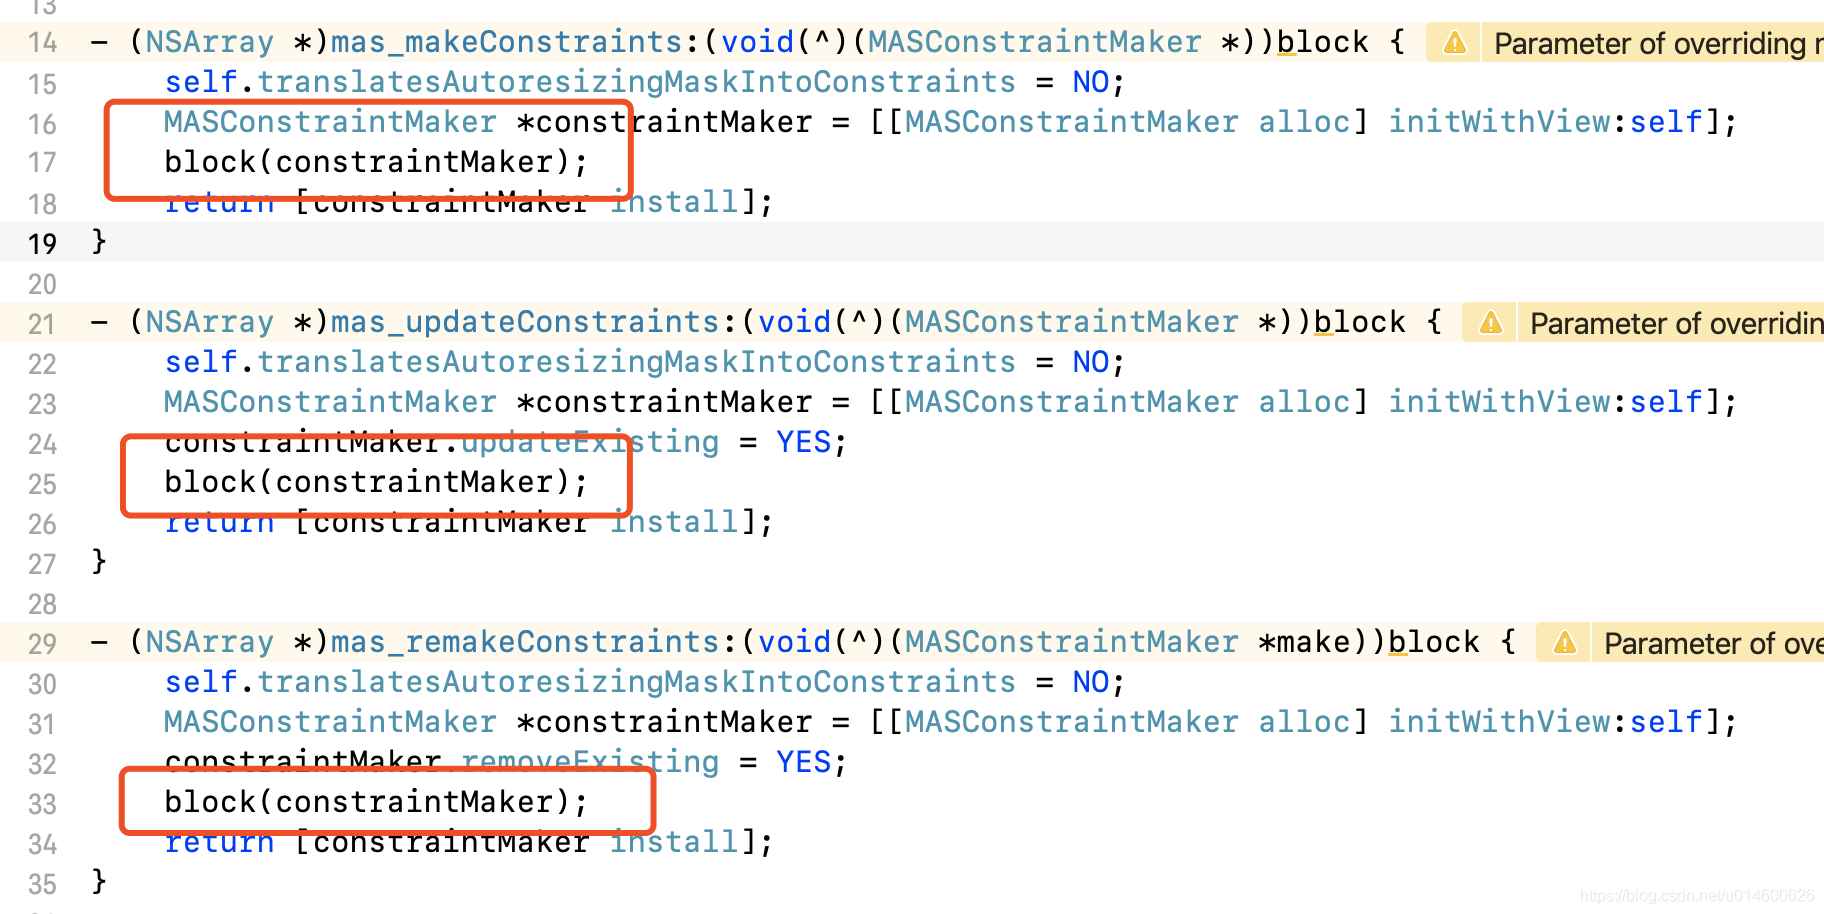 13
14 - (NSArray *)mas_makeConstraints:(void(^)(MASConstraintMaker *))block { Parameter of overriding
15 self.translatesAutoresizingMaskIntoConstraints = NO;
16 MASConstraintMaker *constraintMaker = [[MASConstraintMaker alloc] initWithView:self];
17 block(constraintMaker);
18 return [constraintMaker install];
19 }
20
21 - (NSArray *)mas_updateConstraints:(void(^)(MASConstraintMaker *))block { Parameter of overridin
22 self.translatesAutoresizingMaskIntoConstraints = NO;
23 MASConstraintMaker *constraintMaker = [[MASConstraintMaker alloc] initWithView:self];
24 constraintMaker.updateExisting = YES;
25 block(constraintMaker);
26 return [constraintMaker install];
27 }
28
29 - (NSArray *)mas_remakeConstraints:(void(^)(MASConstraintMaker *make))block { Parameter of ove
30 self.translatesAutoresizingMaskIntoConstraints = NO;
31 MASConstraintMaker *constraintMaker = [[MASConstraintMaker alloc] initWithView:self];
32 constraintMaker.removeExisting = YES;
33 block(constraintMaker);
34 return [constraintMaker install];
35 }
https://blog.csdn.net/u014600626